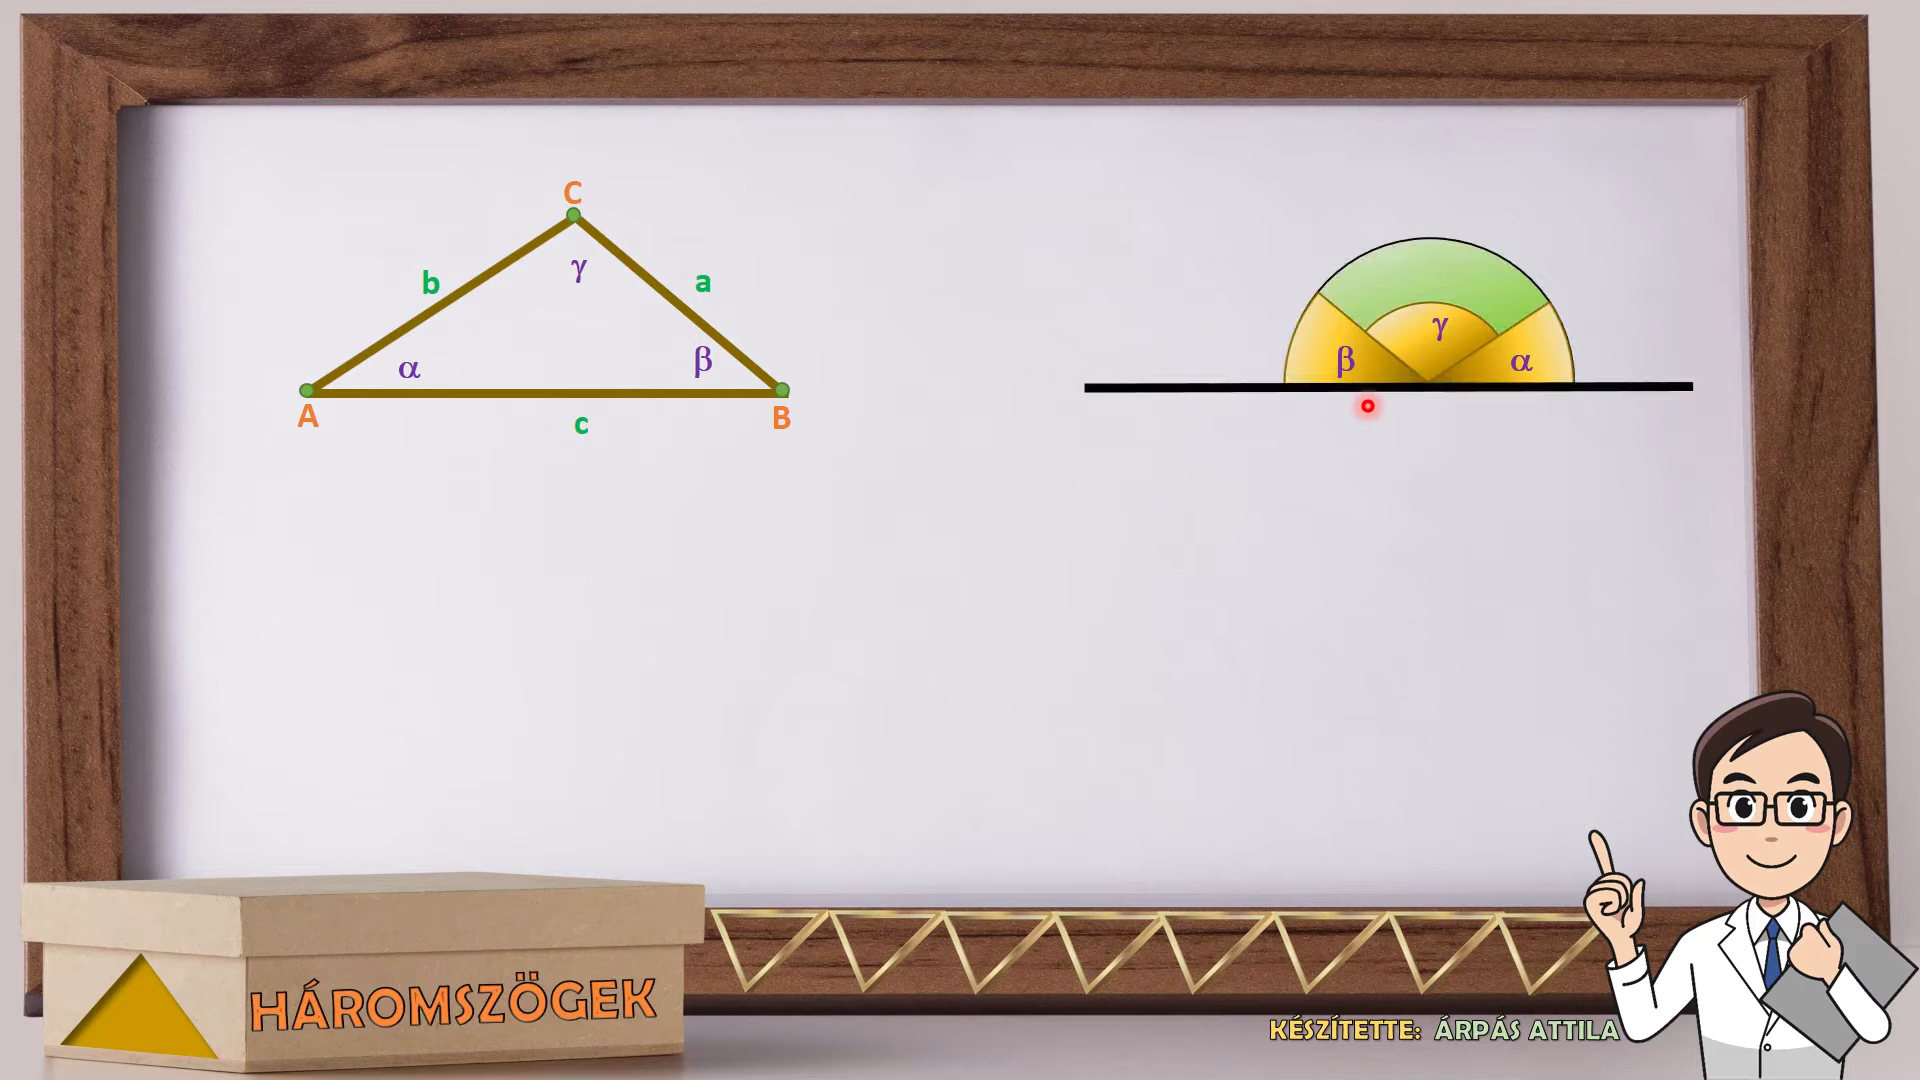 C
b
γ
a
α
β
A
c
B
γ
β
α
HÁROMSZÖGEK
KÉSZÍTETTE: ÁRPÁS ATTILA